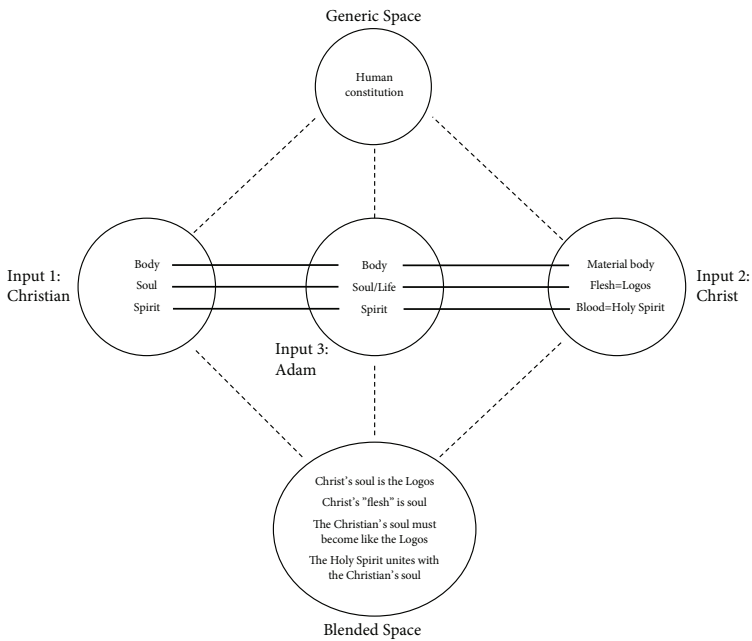 Generic Space
Human
constitution
Input 1:
Christian
Body
Soul
Spirit
Body
Soul/Life
Spirit
Material body
Flesh=Logos
Blood=Holy Spirit
Input 2:
Christ
Input 3:
Adam
Christ's soul is the Logos
Christ's "flesh" is soul
The Christian's soul must
become like the Logos
The Holy Spirit unites with
the Christian's soul
Blended Space